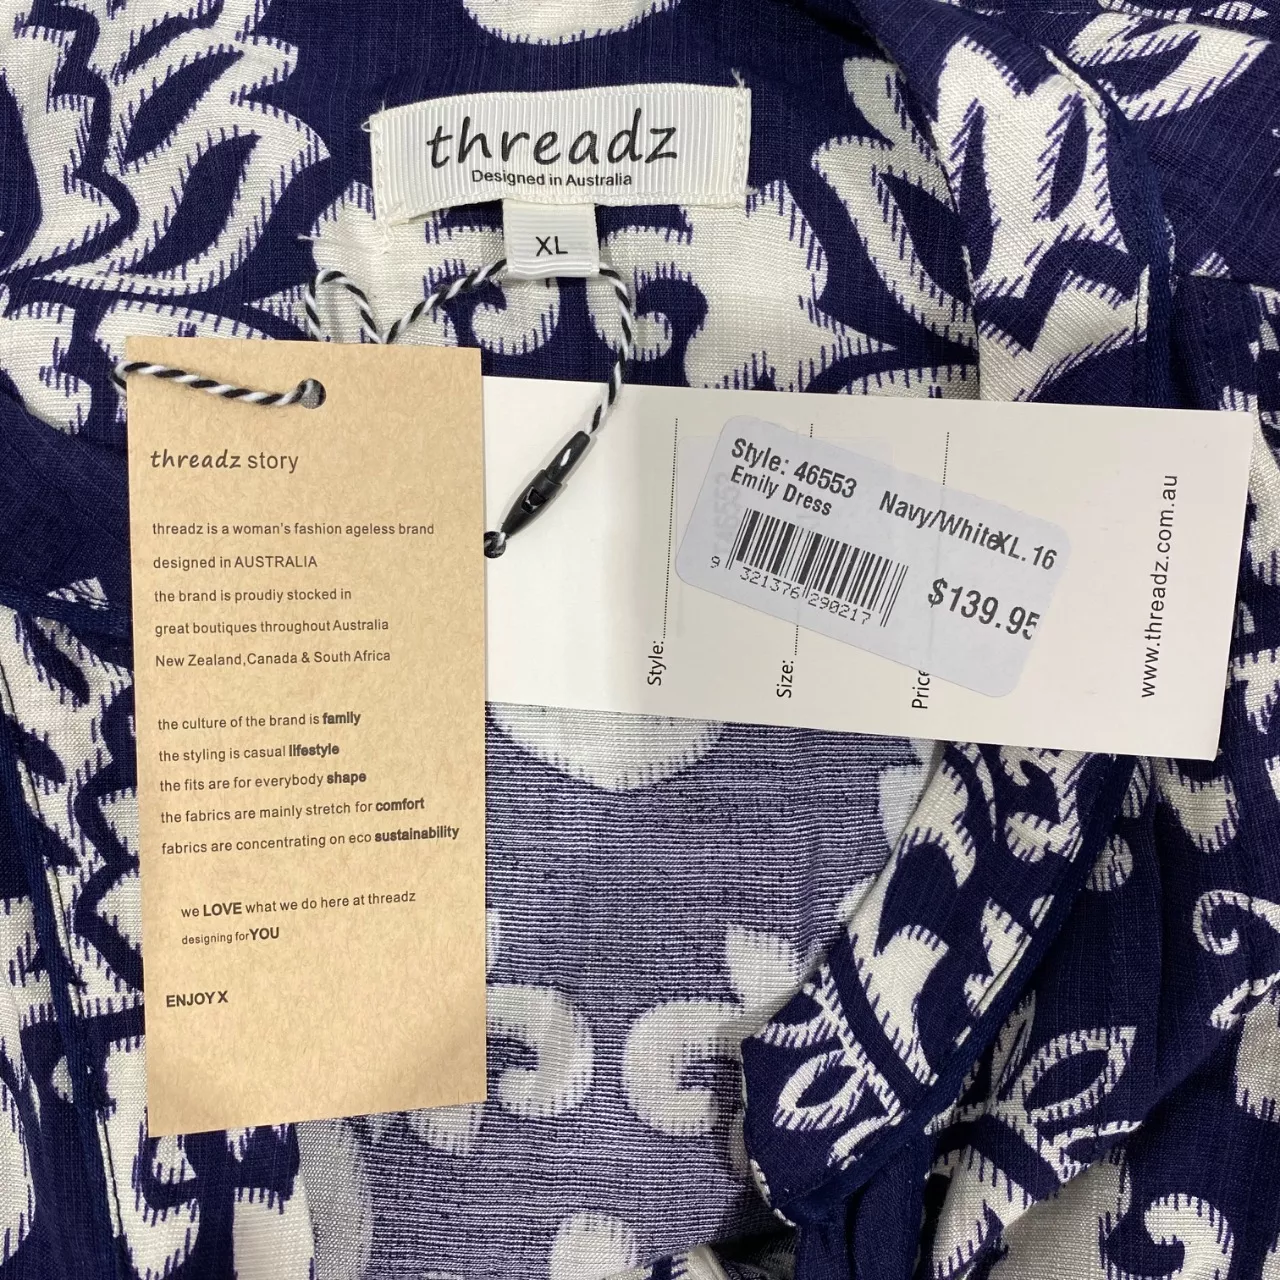 threadz
Designed in Australia
XL
threadz story
threadz is a woman's fashion ageless brand
designed in AUSTRALIA
the brand is proudly stocked in
great boutiques throughout Australia
New Zealand,Canada & South Africa
the culture of the brand is family
the styling is casual lifestyle
the fits are for everybody shape
the fabrics are mainly stretch for comfort
fabrics are concentrating on eco sustainability
we LOVE what we do here at threadz
designing for YOU
ENJOY X
Style: 46553 Navy/White XL. 16
Emily Dress
9 321376 290217
$139.95
Style:
Size:
Price
www.threadz.com.au